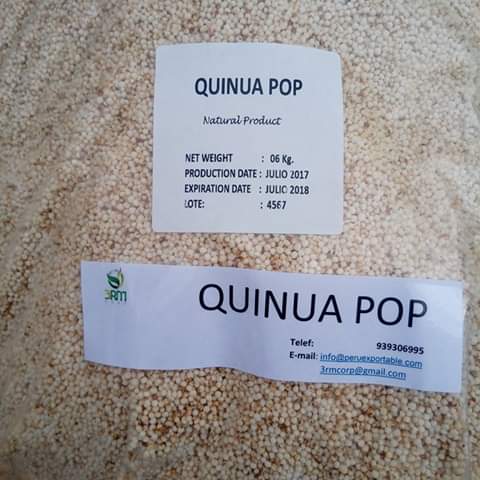 QUINUA POP
Natural Product
NET WEIGHT : 06 Kg.
PRODUCTION DATE : JULIO 2017
EXPIRATION DATE : JULIO 2018
LOTE: : 4567
3RM
QUINUA POP
Telef: 939306995
E-mail: info@peruexportable.com
3rmcorp@gmail.com